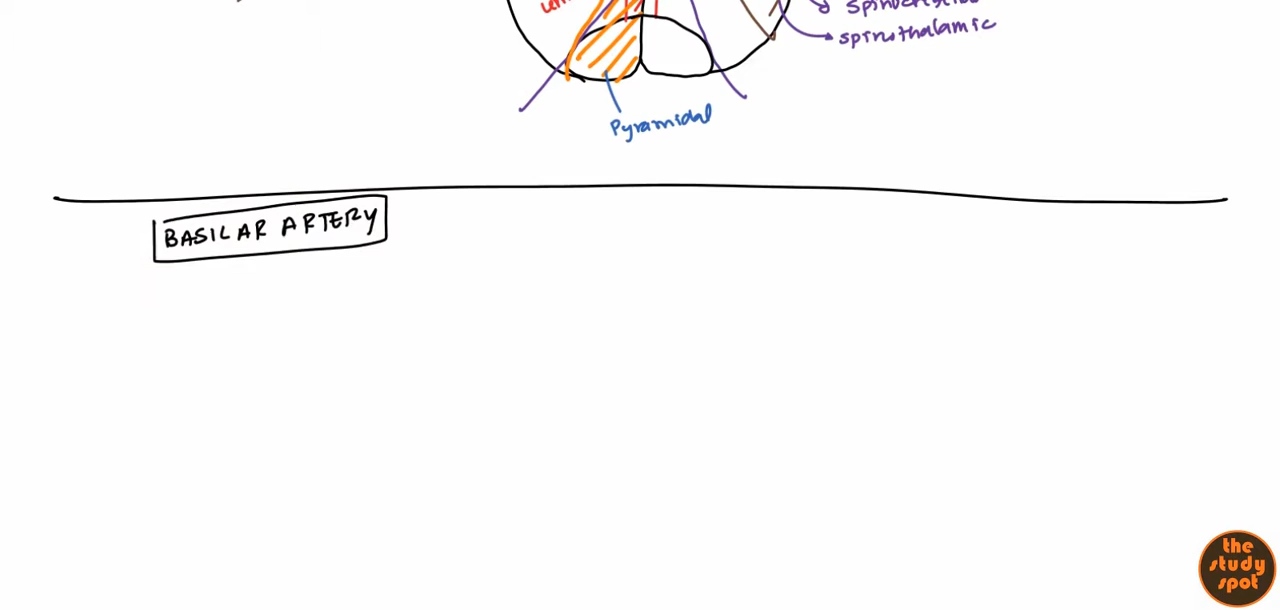 spinothalamic
Pyramidal
BASILAR ARTERY
the
study
spot